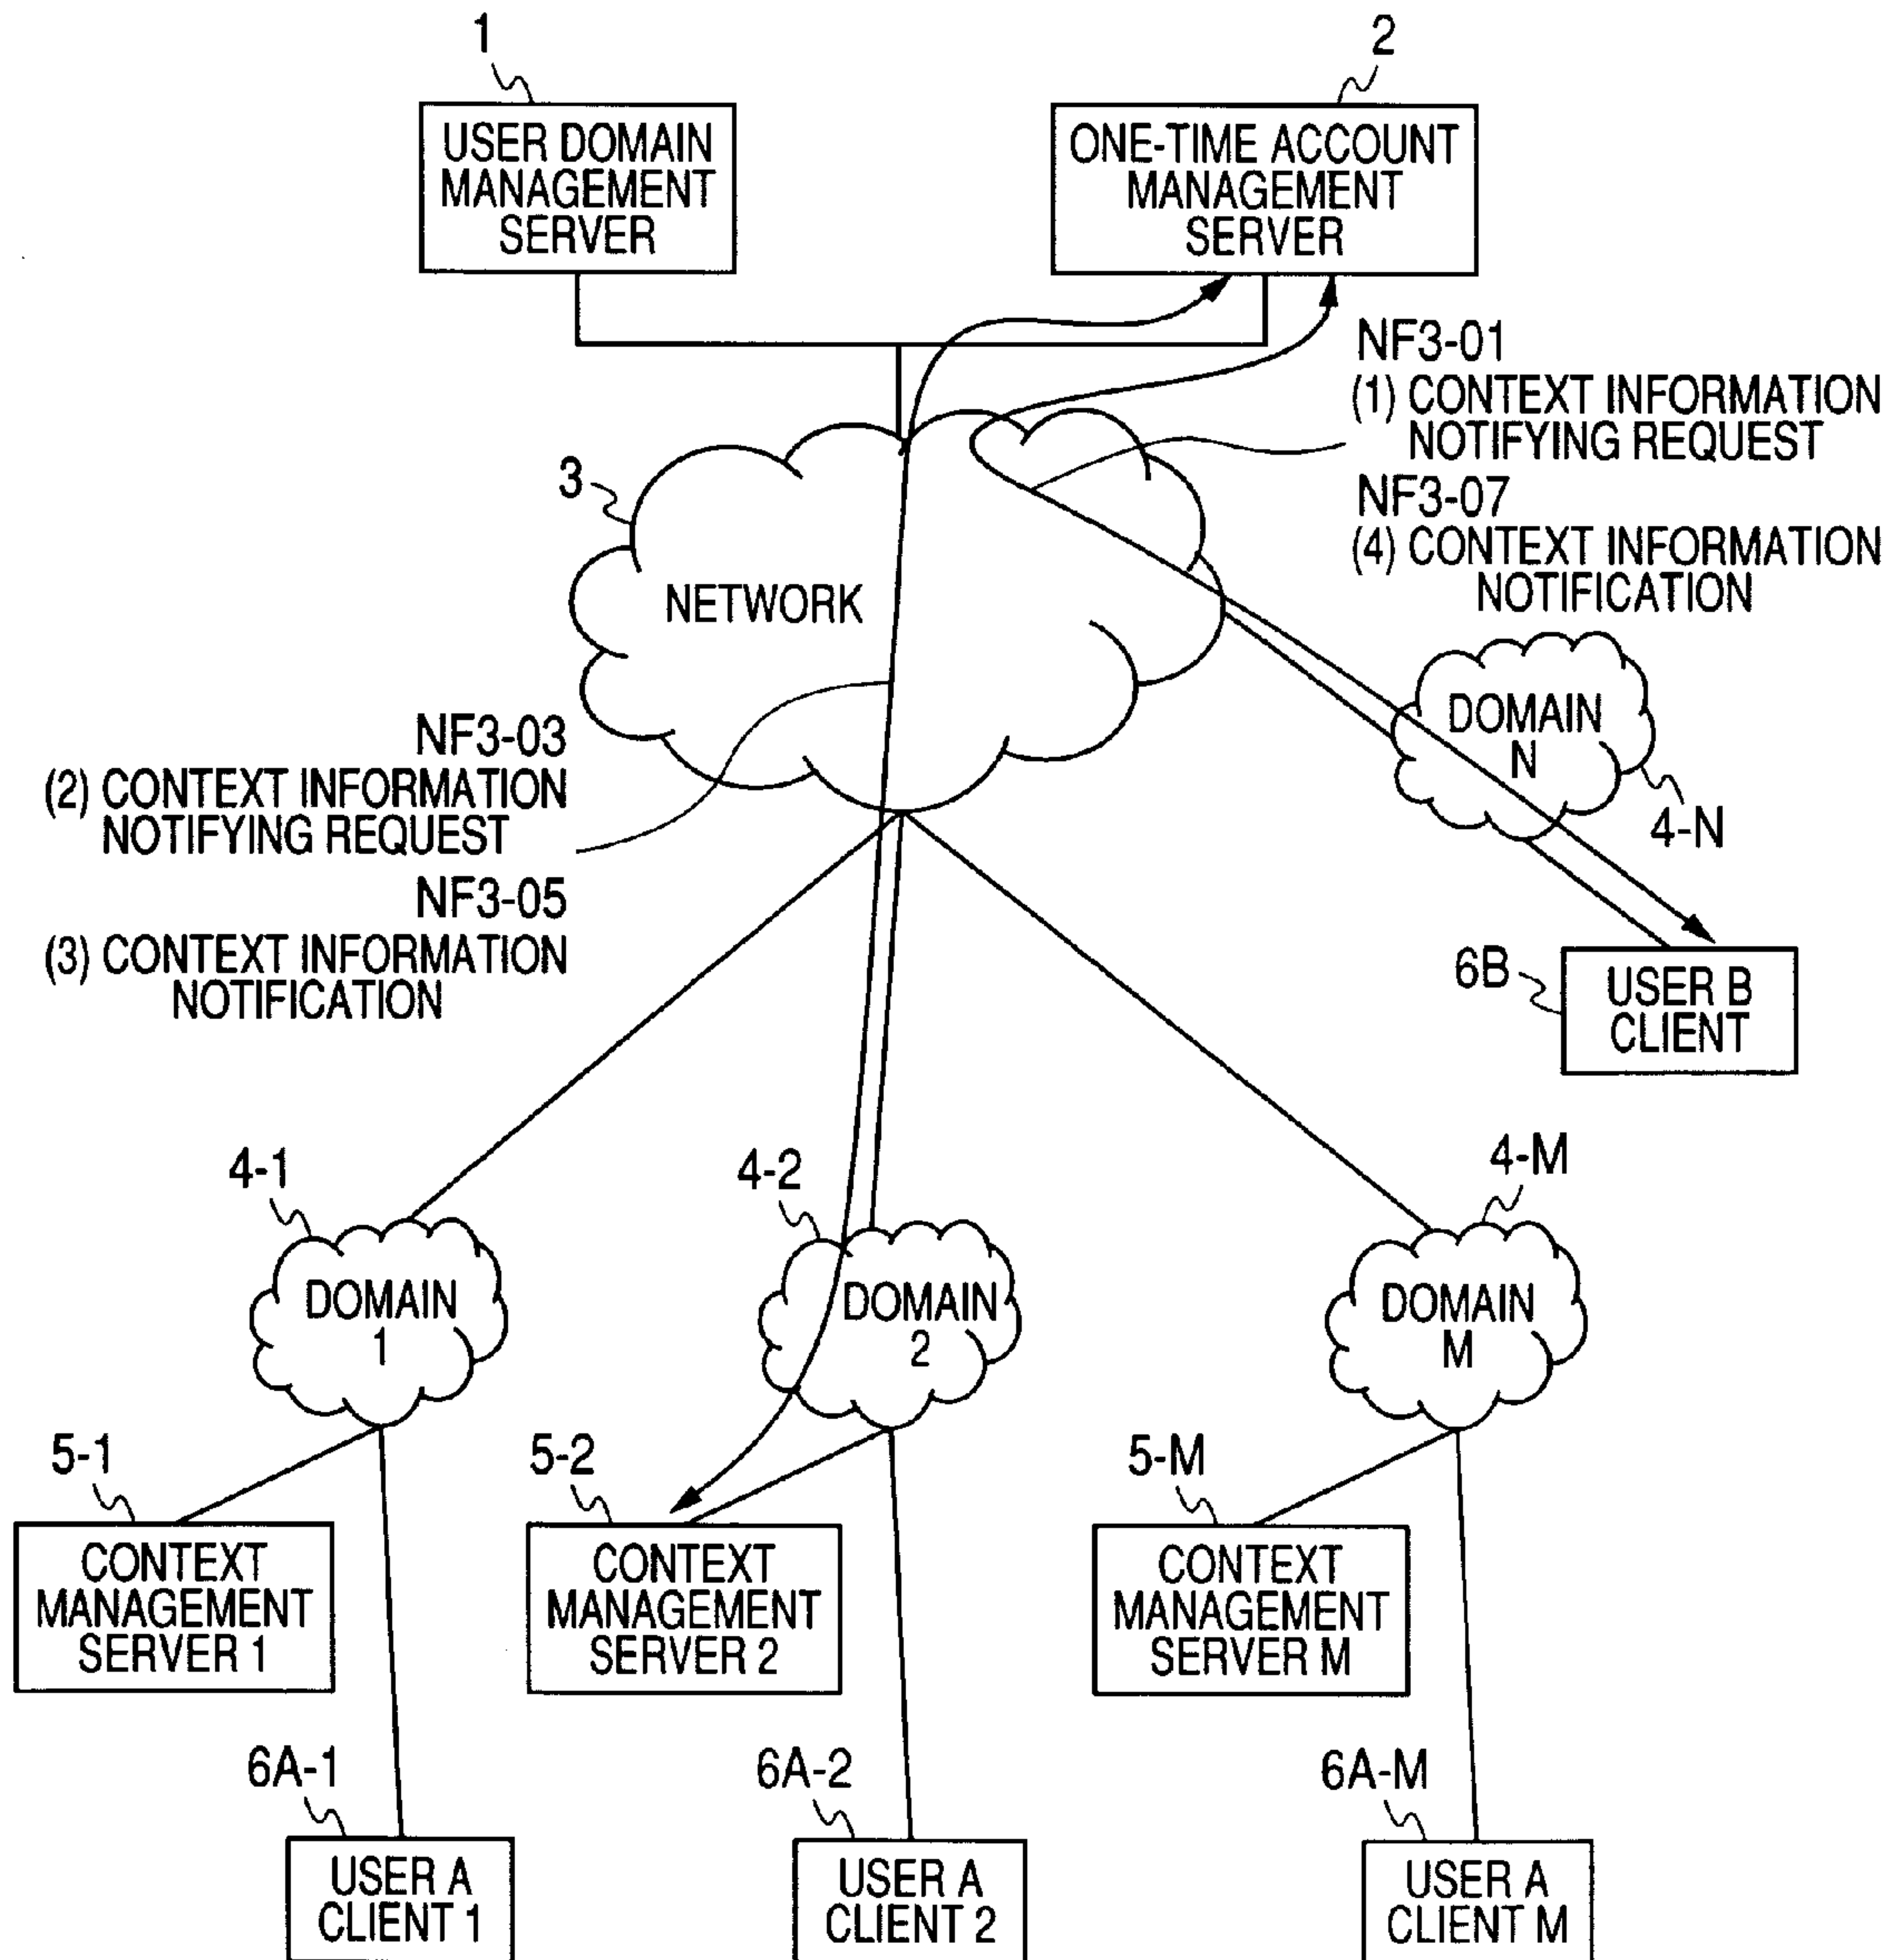 1
2
USER DOMAIN
MANAGEMENT
SERVER
ONE-TIME ACCOUNT
MANAGEMENT
SERVER
NF3-01
(1) CONTEXT INFORMATION
NOTIFYING REQUEST
NF3-07
(4) CONTEXT INFORMATION
NOTIFICATION
3
NETWORK
DOMAIN
N
4-N
NF3-03
(2) CONTEXT INFORMATION
NOTIFYING REQUEST
NF3-05
(3) CONTEXT INFORMATION
NOTIFICATION
6B
USER B
CLIENT
4-1
4-2
4-M
DOMAIN
1
DOMAIN
2
DOMAIN
M
5-1
5-2
5-M
CONTEXT
MANAGEMENT
SERVER 1
CONTEXT
MANAGEMENT
SERVER 2
CONTEXT
MANAGEMENT
SERVER M
6A-1
6A-2
6A-M
USER A
CLIENT 1
USER A
CLIENT 2
USER A
CLIENT M